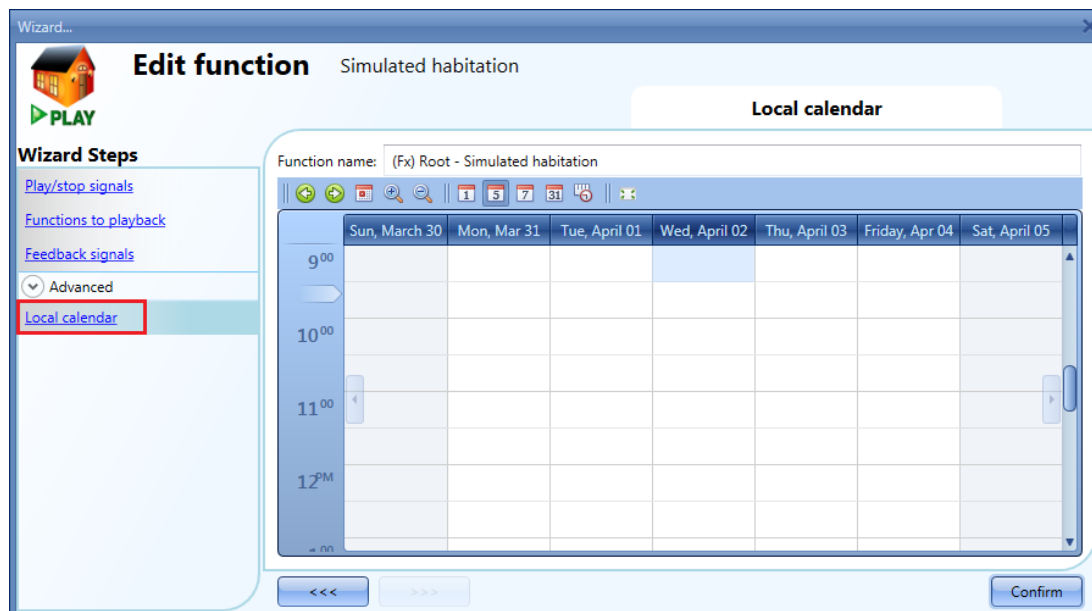 Wizard...
Edit function Simulated habitation
PLAY
Local calendar
Wizard Steps
Function name: (Fx) Root - Simulated habitation
Play/stop signals
1 5 7 31
Functions to playback
Sun, March 30 Mon, Mar 31 Tue, April 01 Wed, April 02 Thu, April 03 Friday, Apr 04 Sat, April 05
Feedback signals
9 00
Advanced
Local calendar
10 00
11 00
12 PM
00
<<< >>> Confirm